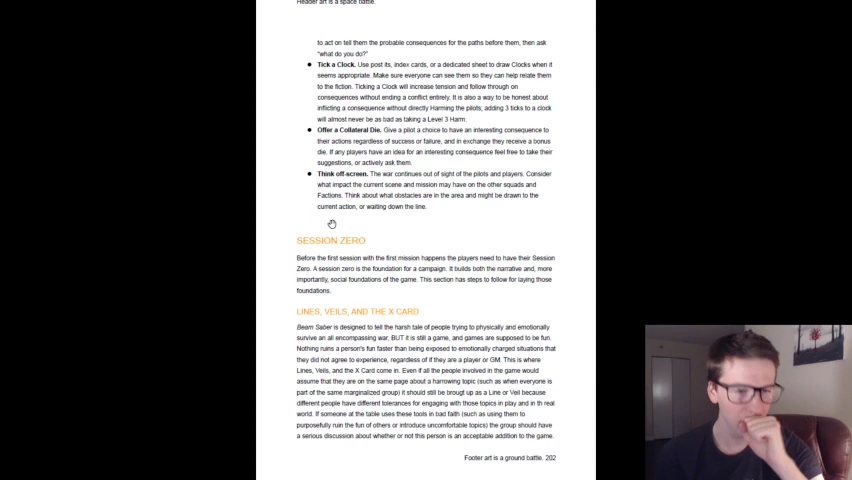 Header art is a space battle.
to act on tell them the probable consequences for the paths before them, then ask
"what do you do?"
● Tick a Clock. Use post its, index cards, or a dedicated sheet to draw Clocks when it
seems appropriate. Make sure everyone can see them so they can help relate them
to the fiction. Ticking a Clock will increase tension and follow through on
consequences without ending a conflict entirely. It is also a way to be honest about
inflicting a consequence without directly Harming the pilots; adding 3 ticks to a clock
will almost never be as bad as taking a Level 3 Harm.
● Offer a Collateral Die. Give a pilot a choice to have an interesting consequence to
their actions regardless of success or failure, and in exchange they receive a bonus
die. If any players have an idea for an interesting consequence feel free to take their
suggestions, or actively ask them.
● Think off-screen. The war continues out of sight of the pilots and players. Consider
what impact the current scene and mission may have on the other squads and
Factions. Think about what obstacles are in the area and might be drawn to the
current action, or waiting down the line.
SESSION ZERO
Before the first session with the first mission happens the players need to have their Session
Zero. A session zero is the foundation for a campaign. It builds both the narrative and, more
importantly, social foundations of the game. This section has steps to follow for laying those
foundations.
LINES, VEILS, AND THE X CARD
Beam Saber is designed to tell the harsh tale of people trying to physically and emotionally
survive an all encompassing war, BUT it is still a game, and games are supposed to be fun.
Nothing ruins a person's fun faster than being exposed to emotionally charged situations that
they did not agree to experience, regardless of if they are a player or GM. This is where
Lines, Veils, and the X Card come in. Even if all the people involved in the game would
assume that they are on the same page about a harrowing topic (such as when everyone is
part of the same marginalized group) it should still be brougt up as a Line or Veil because
different people have different tolerances for engaging with those topics in play and in th real
world. If someone at the table uses these tools in bad faith (such as using them to
purposefully ruin the fun of others or introduce uncomfortable topics) the group should have
a serious discussion about whether or not this person is an acceptable addition to the game.
Footer art is a ground battle. 202